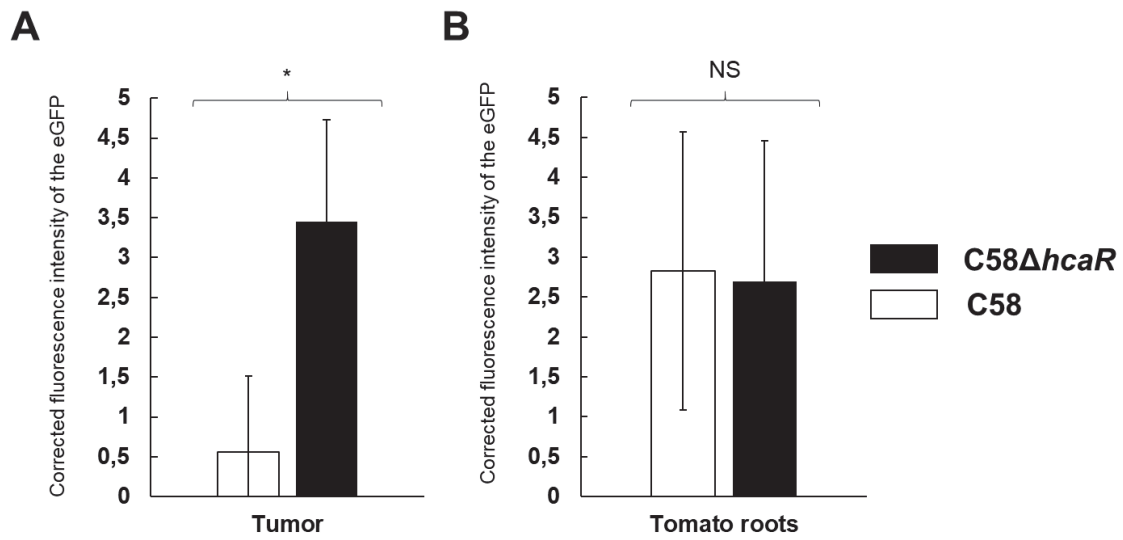 A
*
Corrected fluorescence intensity of the eGFP
5
4,5
4
3,5
3
2,5
2
1,5
1
0,5
0
Tumor
B
NS
Corrected fluorescence intensity of the eGFP
5
4,5
4
3,5
3
2,5
2
1,5
1
0,5
0
Tomato roots
C58ΔhcaR
C58